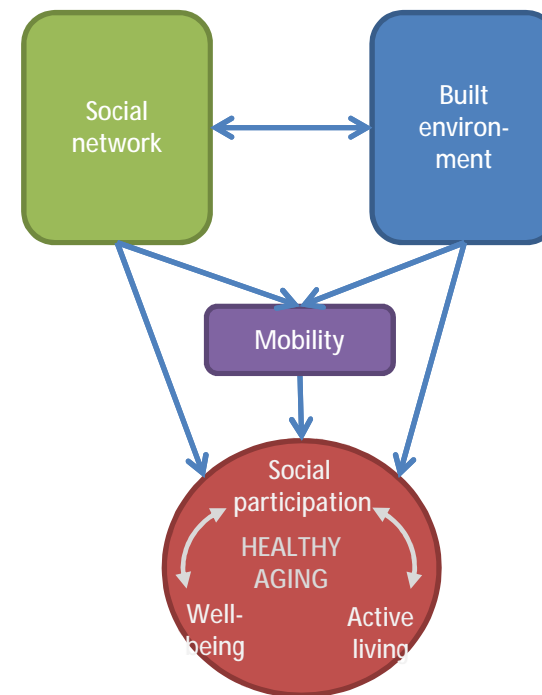 Social
network
Built
environ-
ment
Mobility
Social
participation
HEALTHY
AGING
Well-
being
Active
living